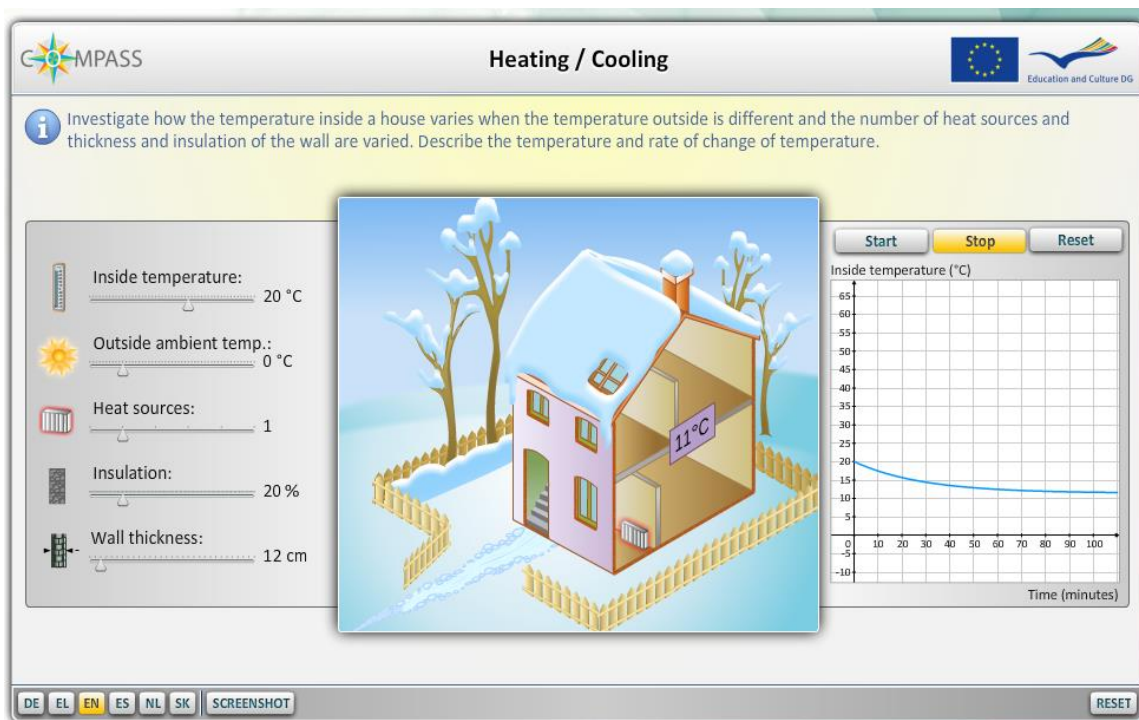 COMPASS
Heating / Cooling
Education and Culture DG
i
Investigate how the temperature inside a house varies when the temperature outside is different and the number of heat sources and
thickness and insulation of the wall are varied. Describe the temperature and rate of change of temperature.
Inside temperature:
20 °C
Outside ambient temp.:
0 °C
Heat sources:
1
Insulation:
20 %
Wall thickness:
12 cm
11°C
Start Stop Reset
Inside temperature (°C)
65
60
55
50
45
40
35
30
25
20
15
10
5
0 10 20 30 40 50 60 70 80 90 100
-5
-10
Time (minutes)
DE EL EN ES NL SK SCREENSHOT RESET